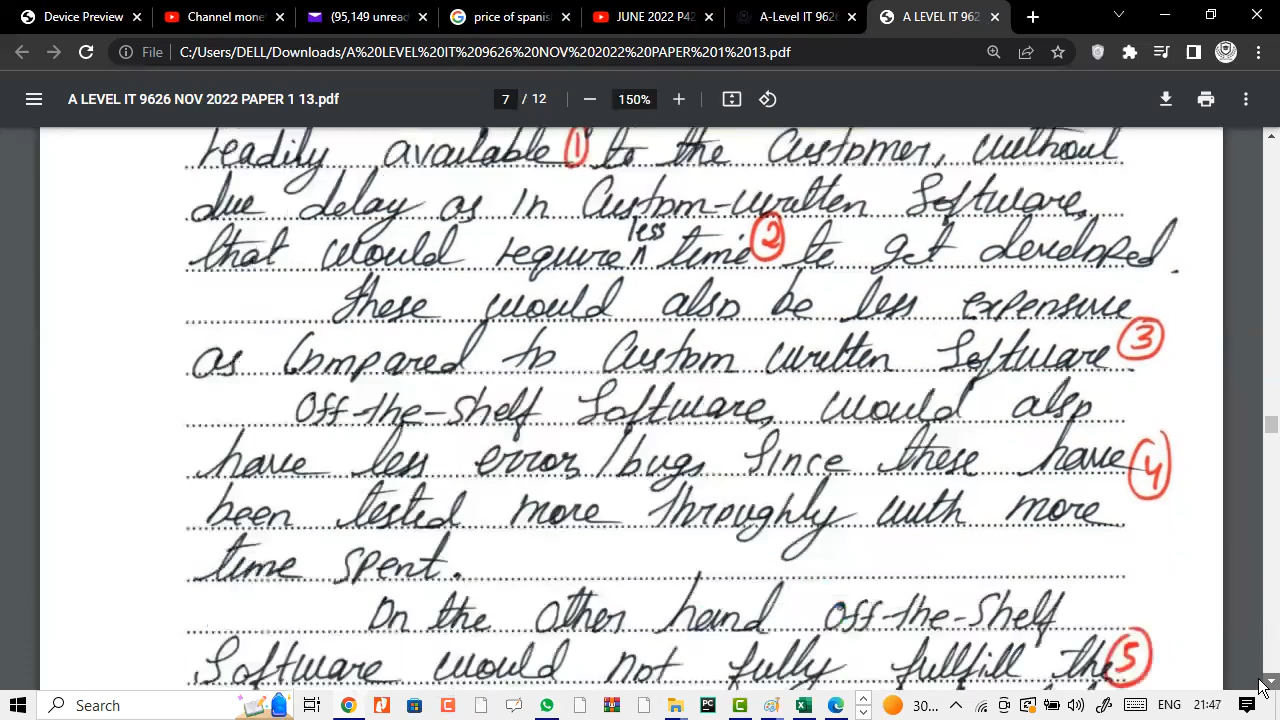 Device Preview
Channel mone
(95,149 unread
price of spanis
JUNE 2022 P42
A-Level IT 9626
A LEVEL IT 962
File
C:/Users/DELL/Downloads/A%20LEVEL%20IT%209626%20NOV%202022%20PAPER%201%2013.pdf
A LEVEL IT 9626 NOV 2022 PAPER 1 13.pdf
7 / 12
150%
readily available ① to the Customer, without
due delay as in Custom-written Software,
that would require less time ② to get developed.
These would also be less expensive
as Compared to Custom written Software. ③
Off-the-shelf Software, would also
have less error/bugs Since these have ④
been tested more throughly with more
time spent.
On the other hand off-the-Shelf
Software would not fully fullfill the ⑤
Search
30...
ENG
21:47